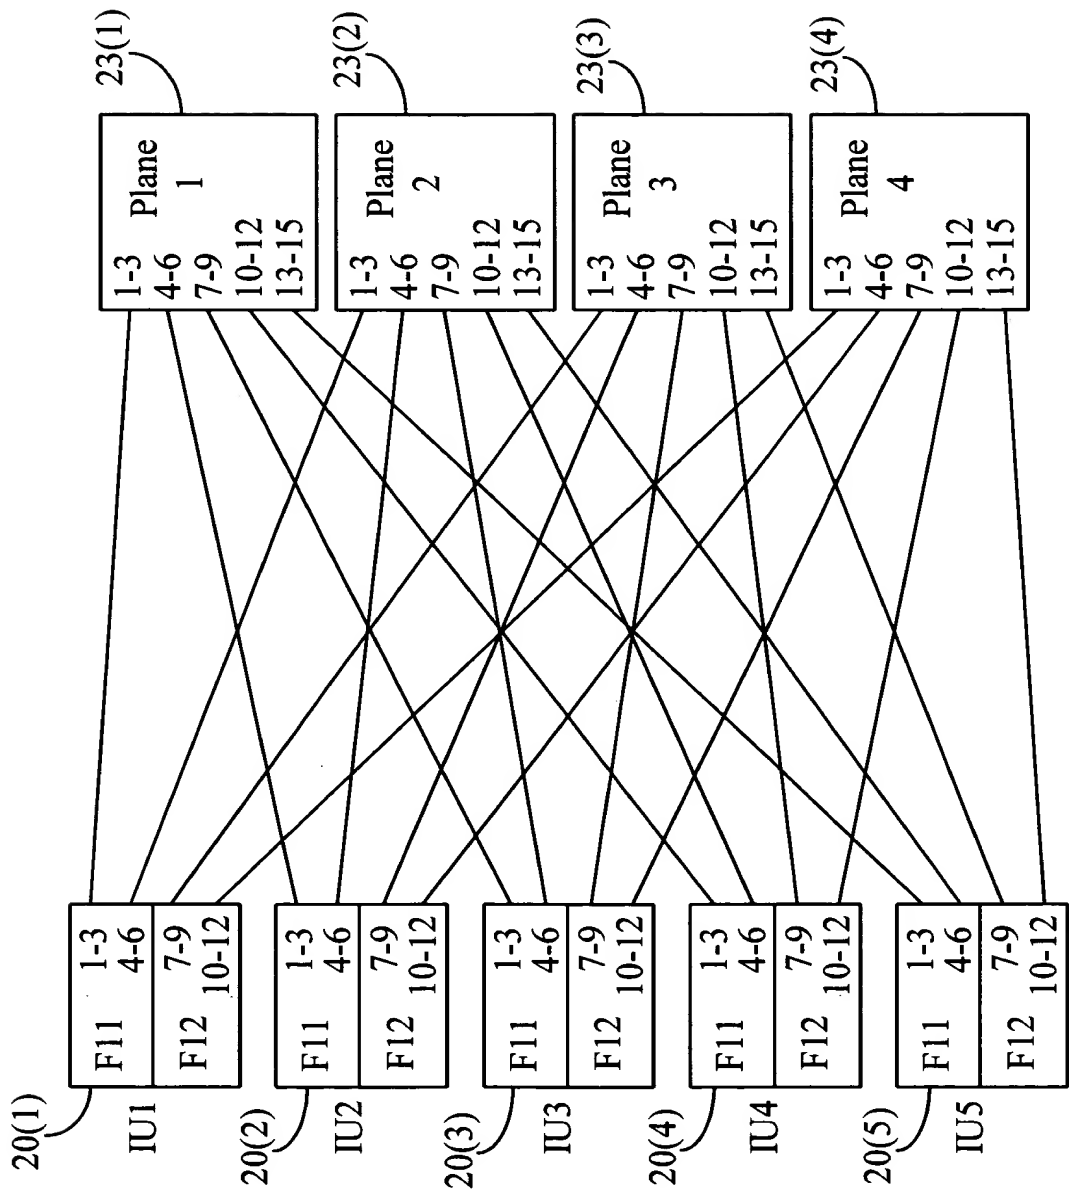 23(1)
23(2)
23(3)
23(4)
Plane
1
1-3
4-6
7-9
10-12
13-15
Plane
2
1-3
4-6
7-9
10-12
13-15
Plane
3
1-3
4-6
7-9
10-12
13-15
Plane
4
1-3
4-6
7-9
10-12
13-15
20(1)
IU1
F11
1-3
4-6
F12
7-9
10-12
20(2)
IU2
F11
1-3
4-6
F12
7-9
10-12
20(3)
IU3
F11
1-3
4-6
F12
7-9
10-12
20(4)
IU4
F11
1-3
4-6
F12
7-9
10-12
20(5)
IU5
F11
1-3
4-6
F12
7-9
10-12